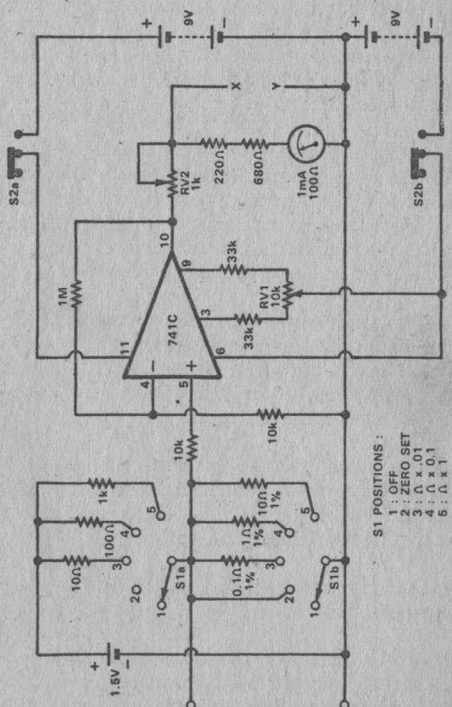 +
9V
−
+
9V
−
S2a
S2b
X
Y
RV2
1k
220Ω
680Ω
1mA
100Ω
1M
10
9
33k
RV1
10k
3
33k
741C
11
6
4
−
5
+
10k
10k
1k
100Ω
10Ω
5
4
3
2
1
S1a
10Ω
1%
1Ω
1%
0.1Ω
1%
5
4
3
2
1
S1b
+
1.5V
−
S1 POSITIONS :
1 : OFF
2 : ZERO SET
3 : Ω x .01
4 : Ω x 0.1
5 : Ω x 1